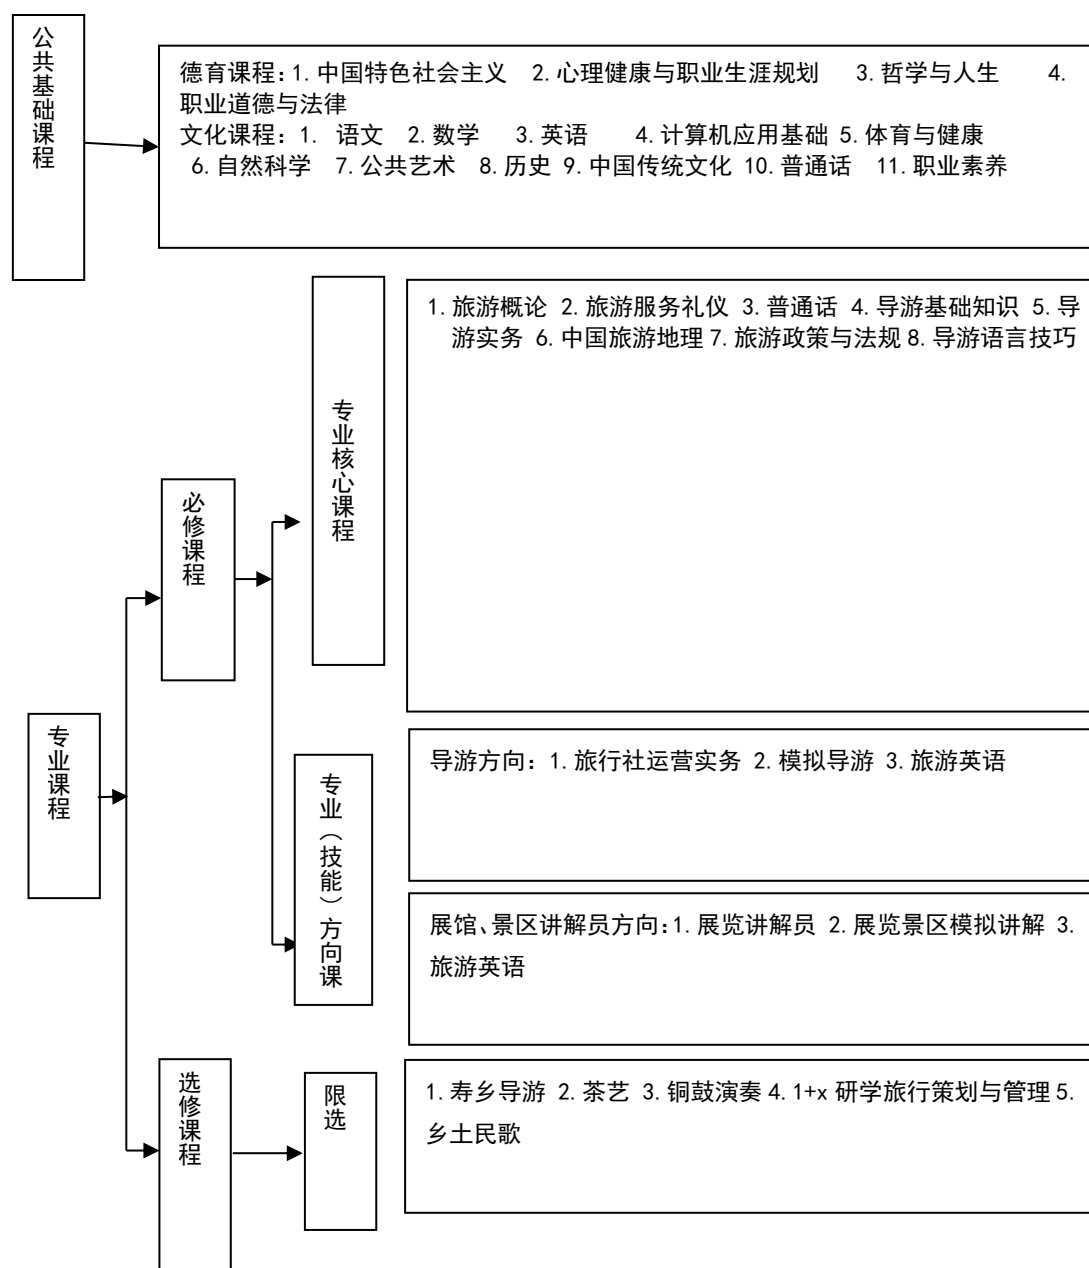 公共基础课程
德育课程：1.中国特色社会主义 2.心理健康与职业生涯规划 3.哲学与人生 4.
职业道德与法律
文化课程：1. 语文 2.数学 3.英语 4.计算机应用基础 5.体育与健康
6.自然科学 7.公共艺术 8.历史 9.中国传统文化 10.普通话 11.职业素养
专业课程
必修课程
专业核心课程
1.旅游概论 2.旅游服务礼仪 3.普通话 4.导游基础知识 5.导
游实务 6.中国旅游地理 7.旅游政策与法规 8.导游语言技巧
专业（技能）方向课
导游方向：1.旅行社运营实务 2.模拟导游 3.旅游英语
展馆、景区讲解员方向：1.展览讲解员 2.展览景区模拟讲解 3.
旅游英语
选修课程
限选
1.寿乡导游 2.茶艺 3.铜鼓演奏 4.1+x 研学旅行策划与管理 5.
乡土民歌